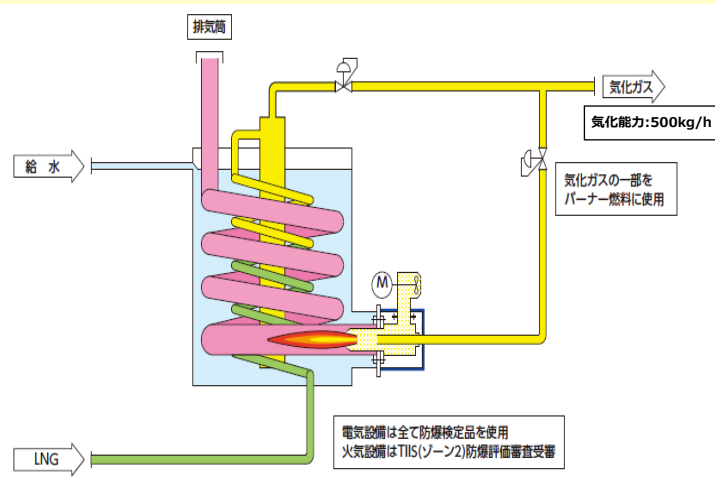 排気筒
気化ガス
気化能力:500kg/h
給 水
気化ガスの一部を
バーナー燃料に使用
M
電気設備は全て防爆検定品を使用
火気設備はTIIS(ゾーン2)防爆評価審査受審
LNG